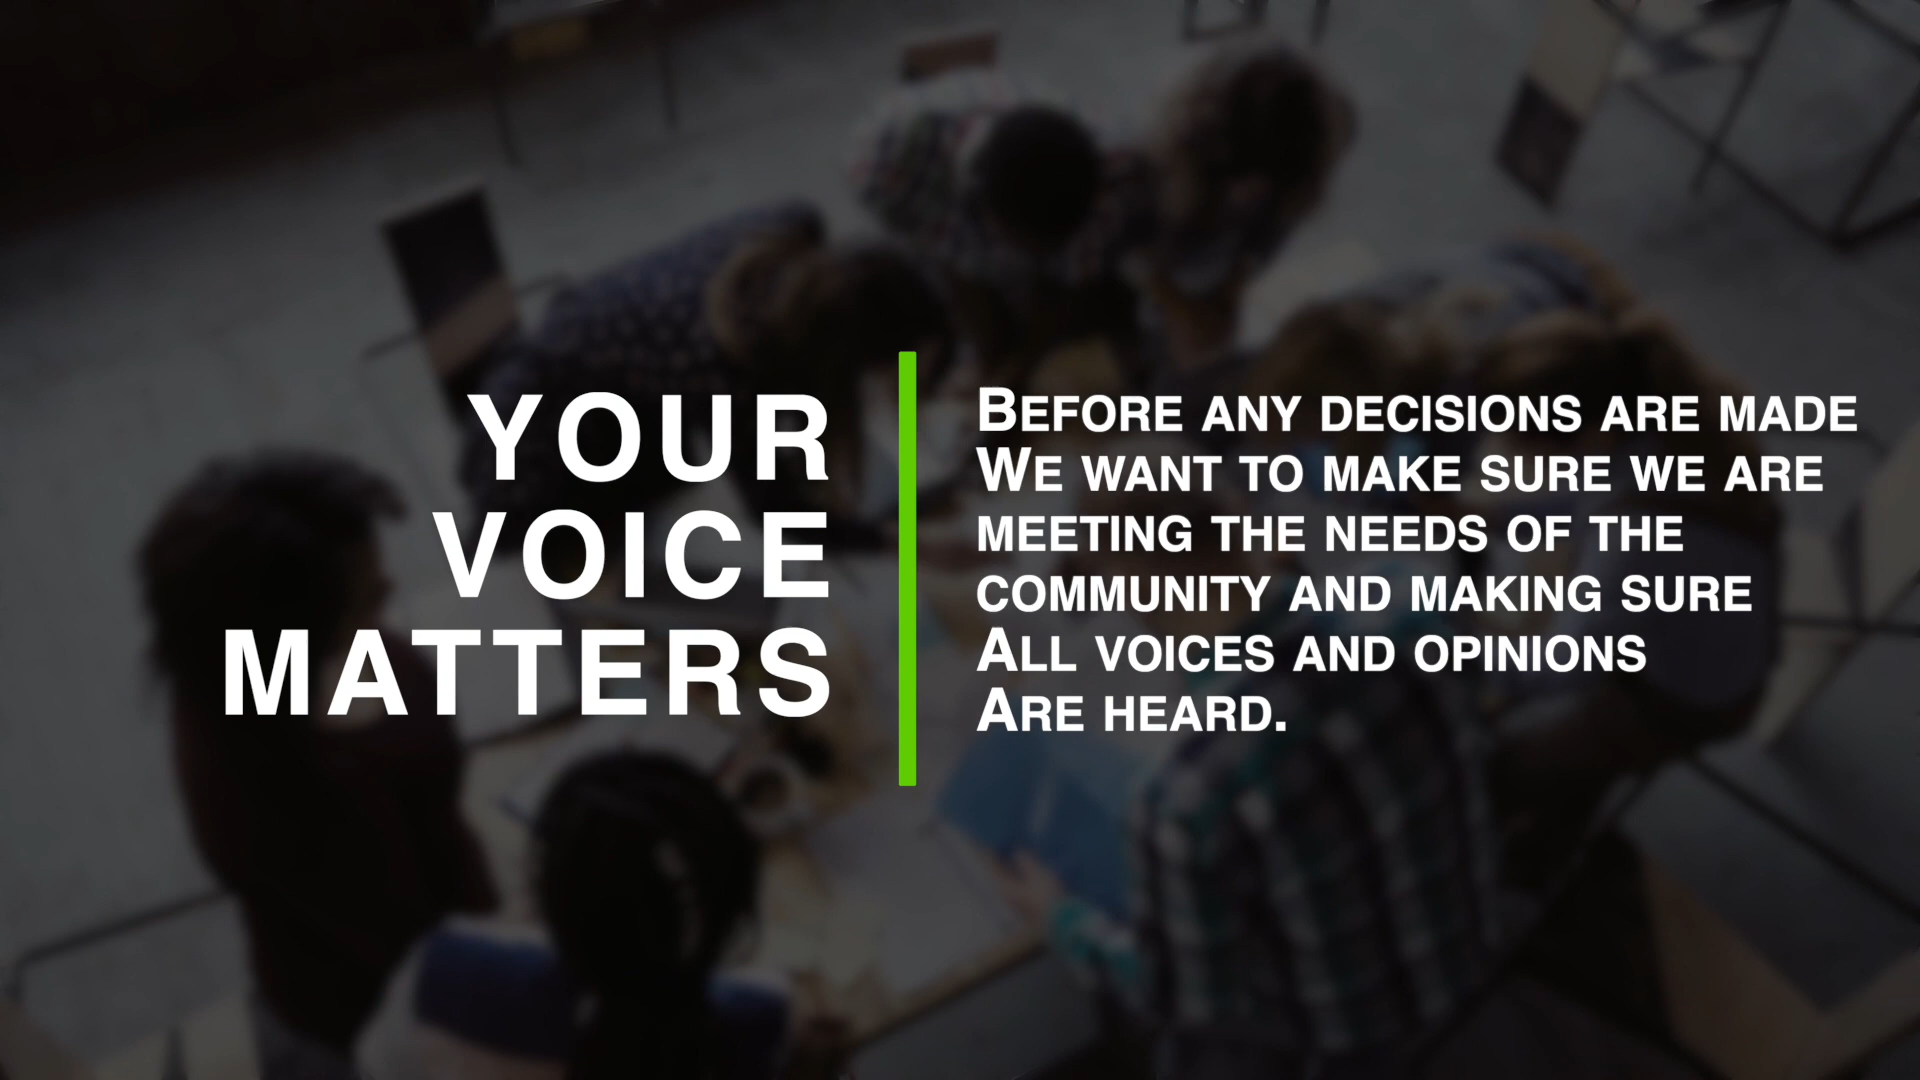 YOUR
VOICE
MATTERS
Before any decisions are made
We want to make sure we are
meeting the needs of the
community and making sure
All voices and opinions
Are heard.